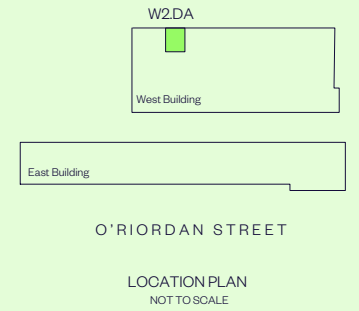 W2.DA
West Building
East Building
O'RIORDAN STREET
LOCATION PLAN
NOT TO SCALE